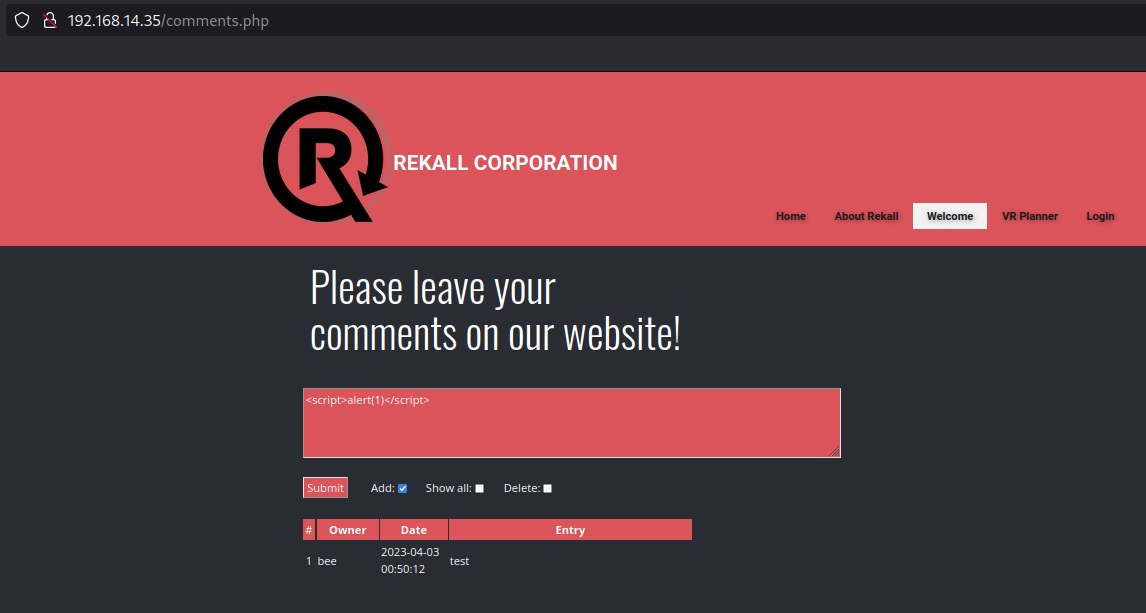 192.168.14.35/comments.php
R
REKALL CORPORATION
Home About Rekall Welcome VR Planner Login
Please leave your
comments on our website!
<script>alert(1)</script>
Submit Add: Show all: Delete:
# Owner Date Entry
1 bee 2023-04-03 00:50:12 test